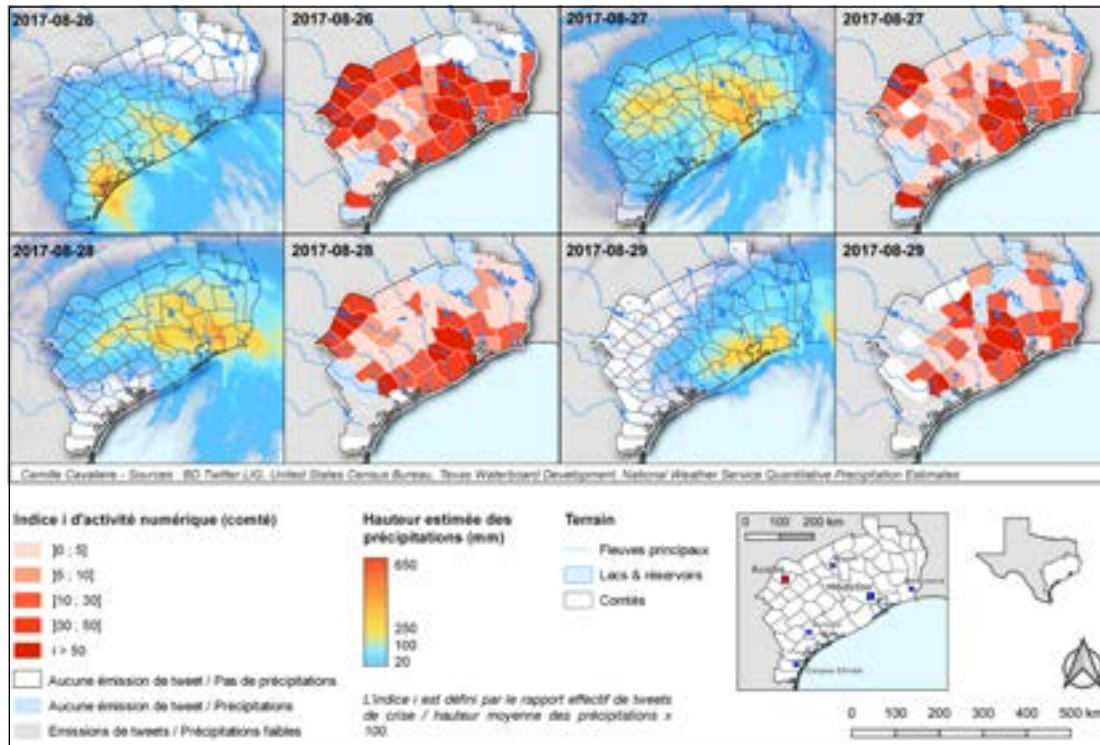 2017-08-26
2017-08-26
2017-08-27
2017-08-27
2017-08-28
2017-08-28
2017-08-29
2017-08-29
Camille Cavaliere - Sources : BD Twitter LIG, United States Census Bureau, Texas Waterboard Development, National Weather Service Quantitative Precipitation Estimates
Indice i d'activité numérique (comté)
]0 ; 5]
]5 ; 10]
]10 ; 30]
]30 ; 50]
i > 50
Aucune émission de tweet / Pas de précipitations
Aucune émission de tweet / Précipitations
Emissions de tweets / Précipitations faibles
Hauteur estimée des
précipitations (mm)
650
250
100
20
L'indice i est défini par le rapport effectif de tweets
de crise / hauteur moyenne des précipitations x
100.
Terrain
Fleuves principaux
Lacs & réservoirs
Comtés
0 100 200 km
Austin
Houston
0 100 200 300 400 500 km